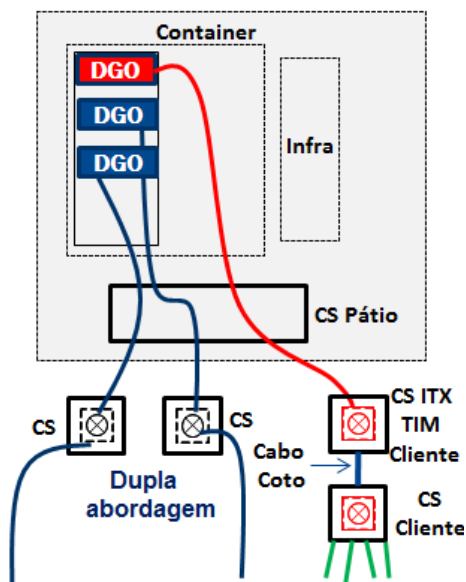 Container
DGO
DGO
DGO
Infra
CS Pátio
CS
CS
CS ITX
TIM
Cliente
Cabo
Coto
Dupla
abordagem
CS
Cliente